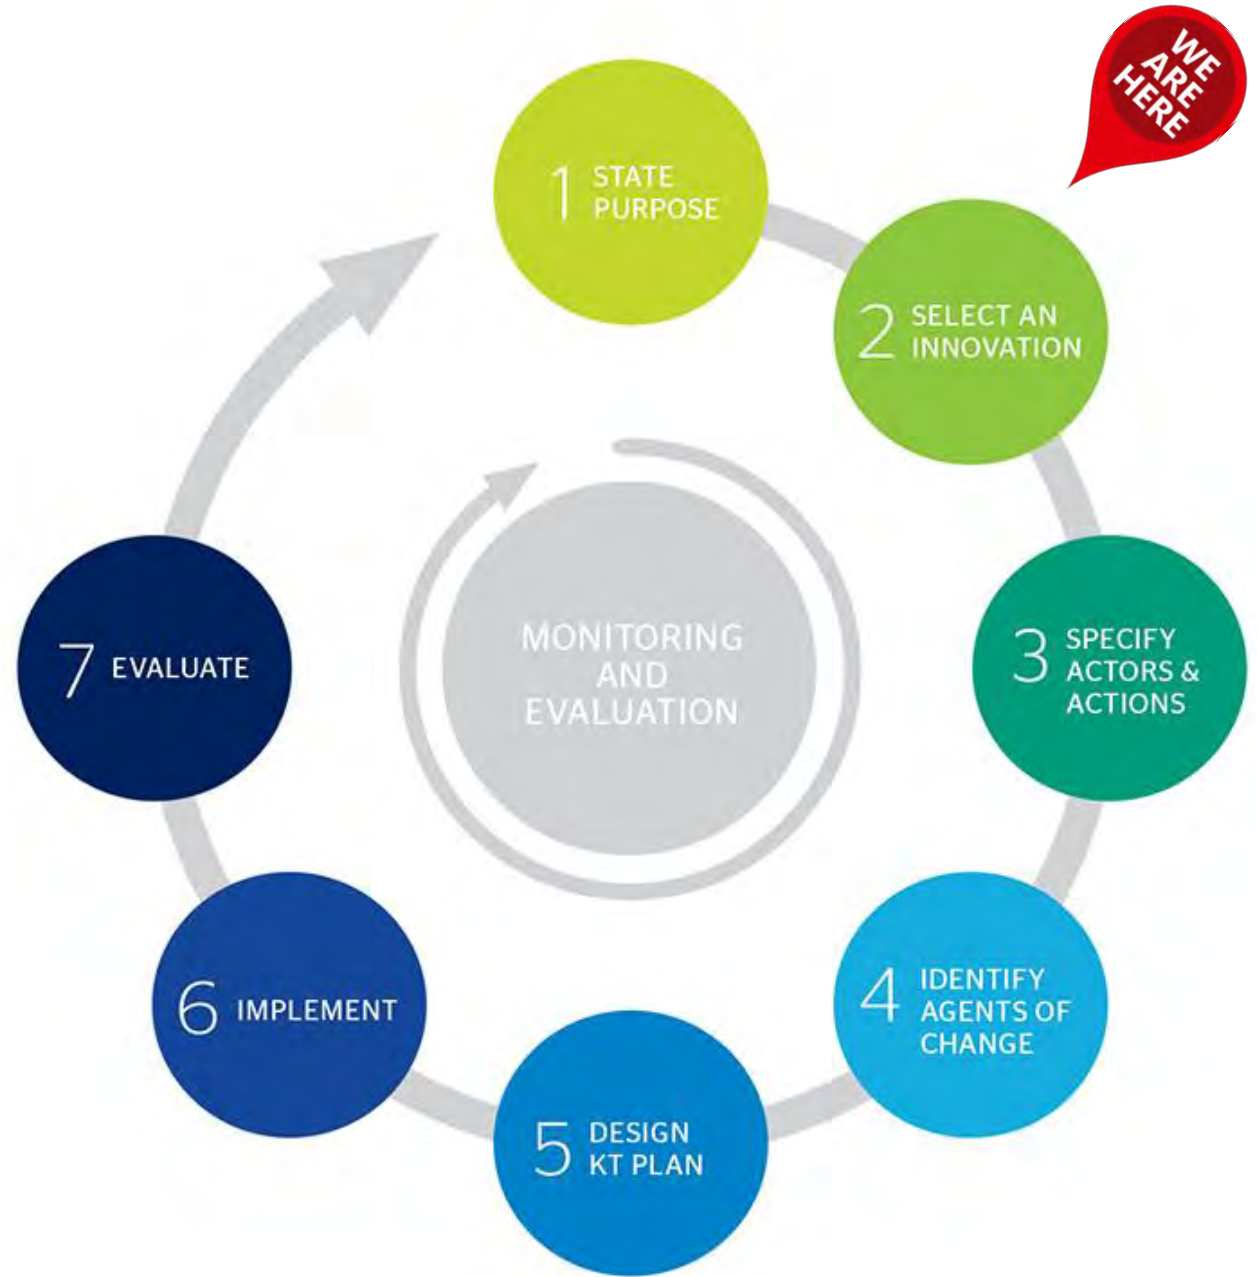 WE
ARE
HERE
1 STATE
PURPOSE
2 SELECT AN
INNOVATION
3 SPECIFY
ACTORS &
ACTIONS
4 IDENTIFY
AGENTS OF
CHANGE
5 DESIGN
KT PLAN
6 IMPLEMENT
7 EVALUATE
MONITORING
AND
EVALUATION